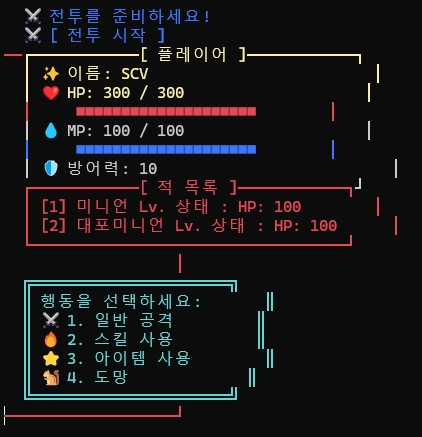 ⚔️ 전투를 준비하세요!
⚔️ [ 전투 시작 ]
[ 플레이어 ]
✨ 이름: SCV
❤️ HP: 300 / 300
💧 MP: 100 / 100
🛡️ 방어력: 10
[ 적 목록 ]
[1] 미니언 Lv. 상태 : HP: 100
[2] 대포미니언 Lv. 상태 : HP: 100
행동을 선택하세요:
⚔️ 1. 일반 공격
🔥 2. 스킬 사용
⭐ 3. 아이템 사용
🐿️ 4. 도망